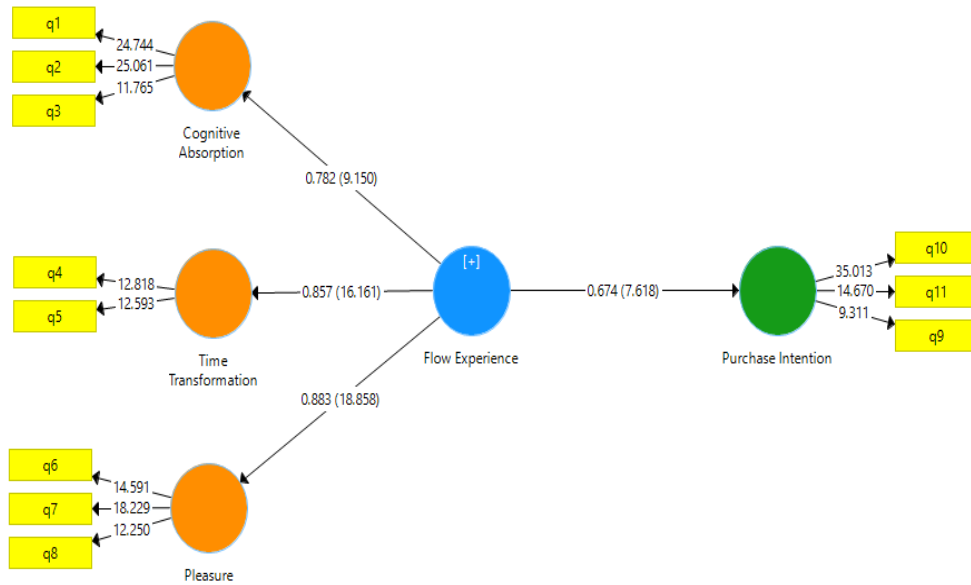 q1
24.744
q2
25.061
q3
11.765
Cognitive
Absorption
0.782 (9.150)
q4
12.818
q5
12.593
Time
Transformation
0.857 (16.161)
[+]
Flow Experience
0.674 (7.618)
q10
35.013
q11
14.670
q9
9.311
Purchase Intention
0.883 (18.858)
q6
14.591
q7
18.229
q8
12.250
Pleasure